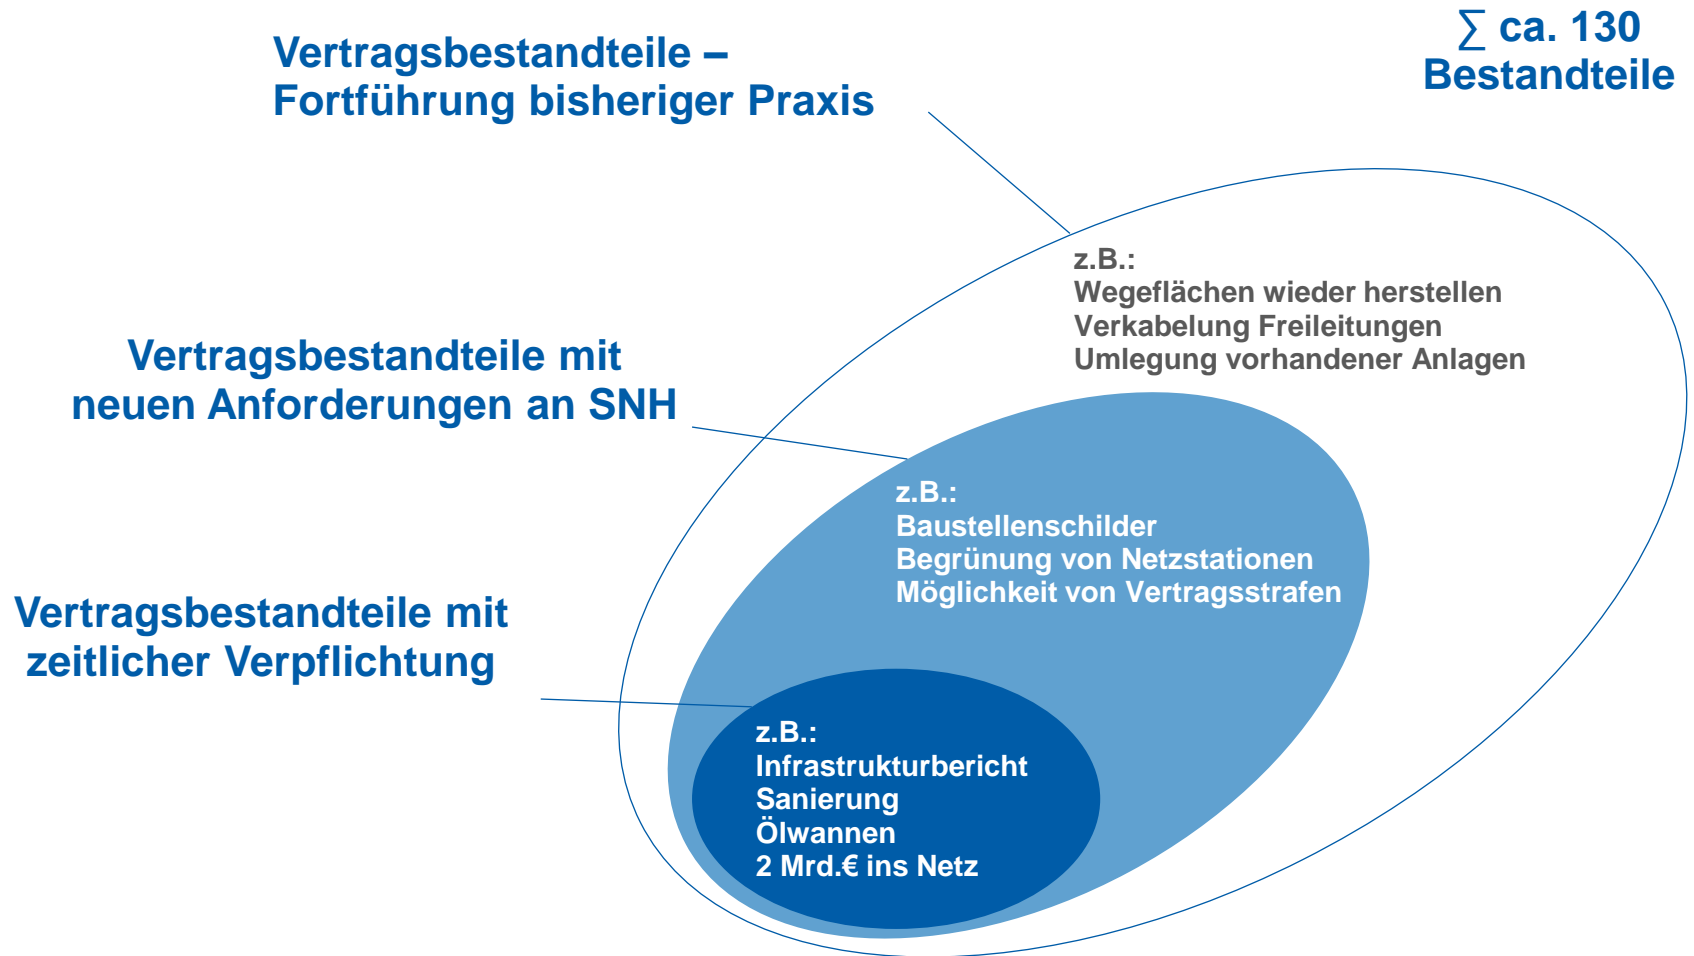 ∑ ca. 130
Bestandteile
Vertragsbestandteile –
Fortführung bisheriger Praxis
z.B.:
Wegeflächen wieder herstellen
Verkabelung Freileitungen
Umlegung vorhandener Anlagen
Vertragsbestandteile mit
neuen Anforderungen an SNH
z.B.:
Baustellenschilder
Begrünung von Netzstationen
Möglichkeit von Vertragsstrafen
Vertragsbestandteile mit
zeitlicher Verpflichtung
z.B.:
Infrastrukturbericht
Sanierung
Ölwannen
2 Mrd.€ ins Netz